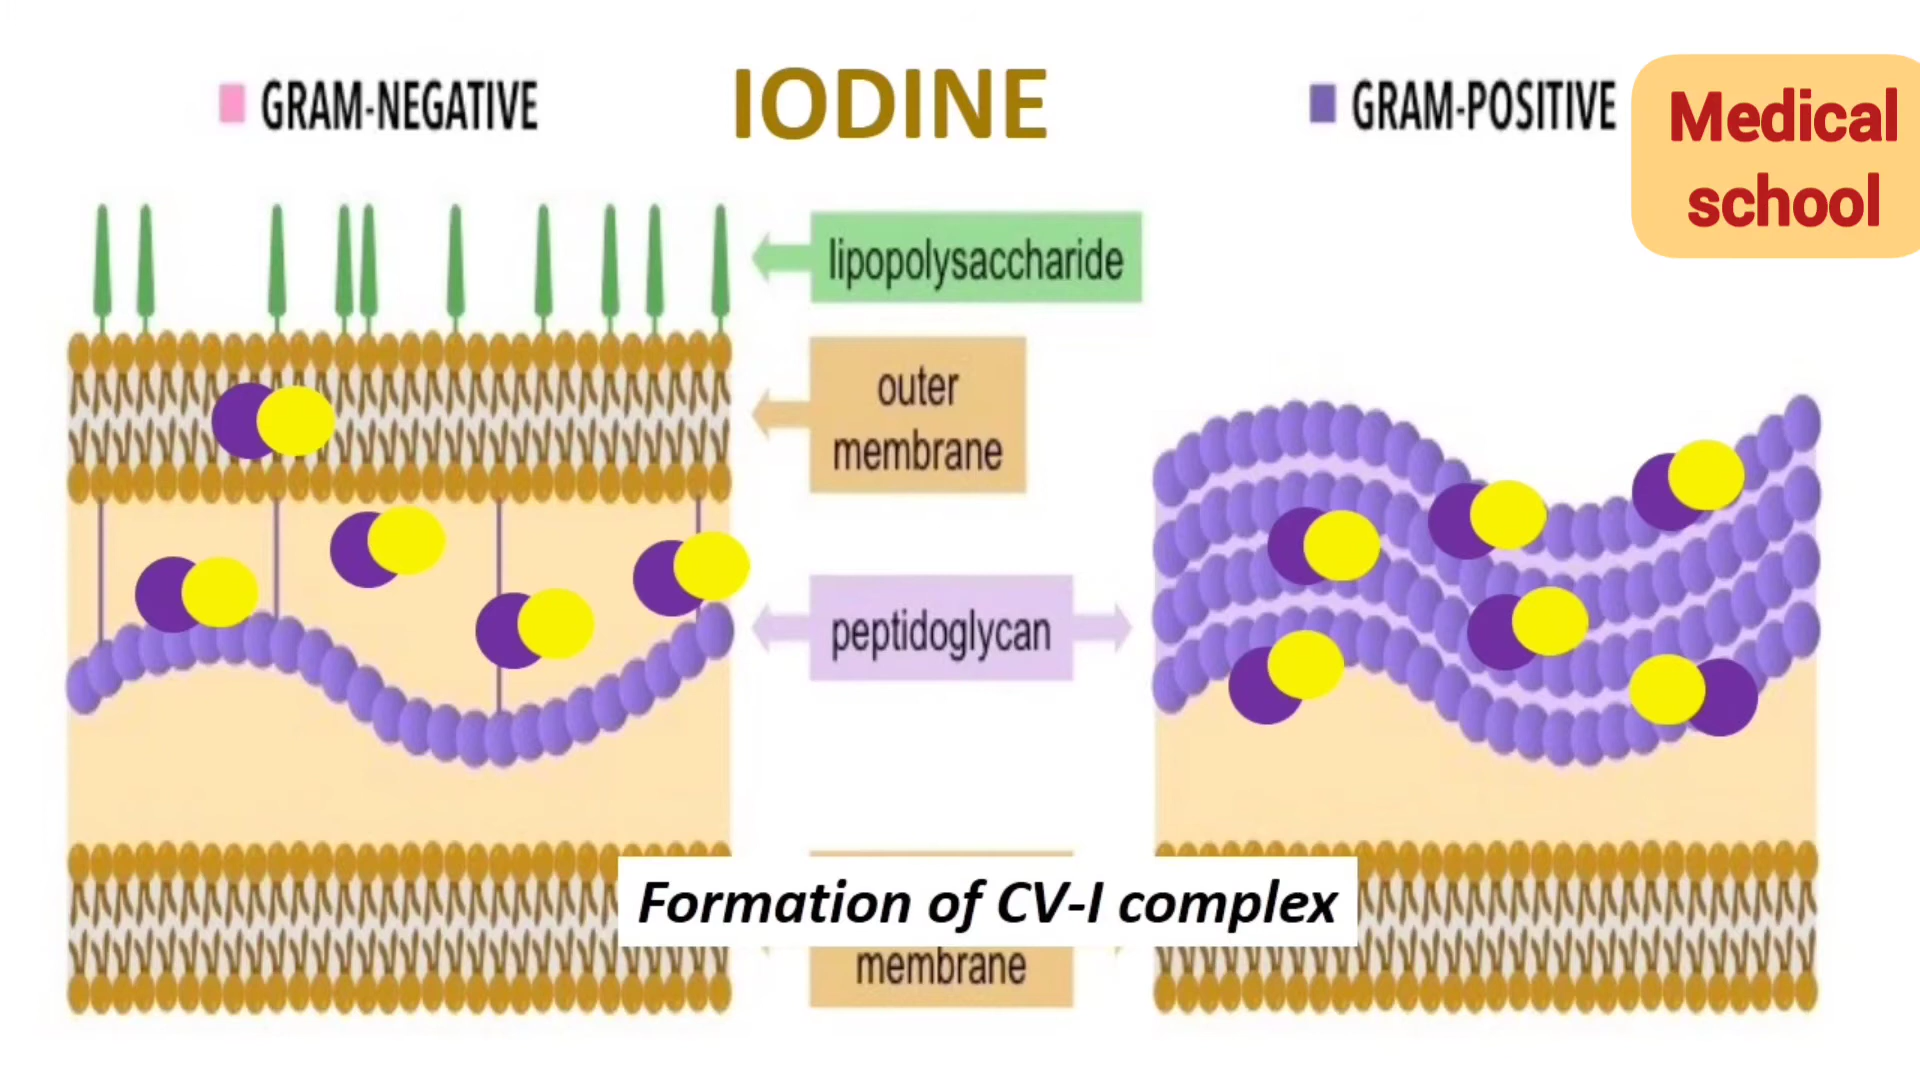 GRAM-NEGATIVE
IODINE
GRAM-POSITIVE
Medical
school
lipopolysaccharide
outer
membrane
peptidoglycan
Formation of CV-I complex
membrane